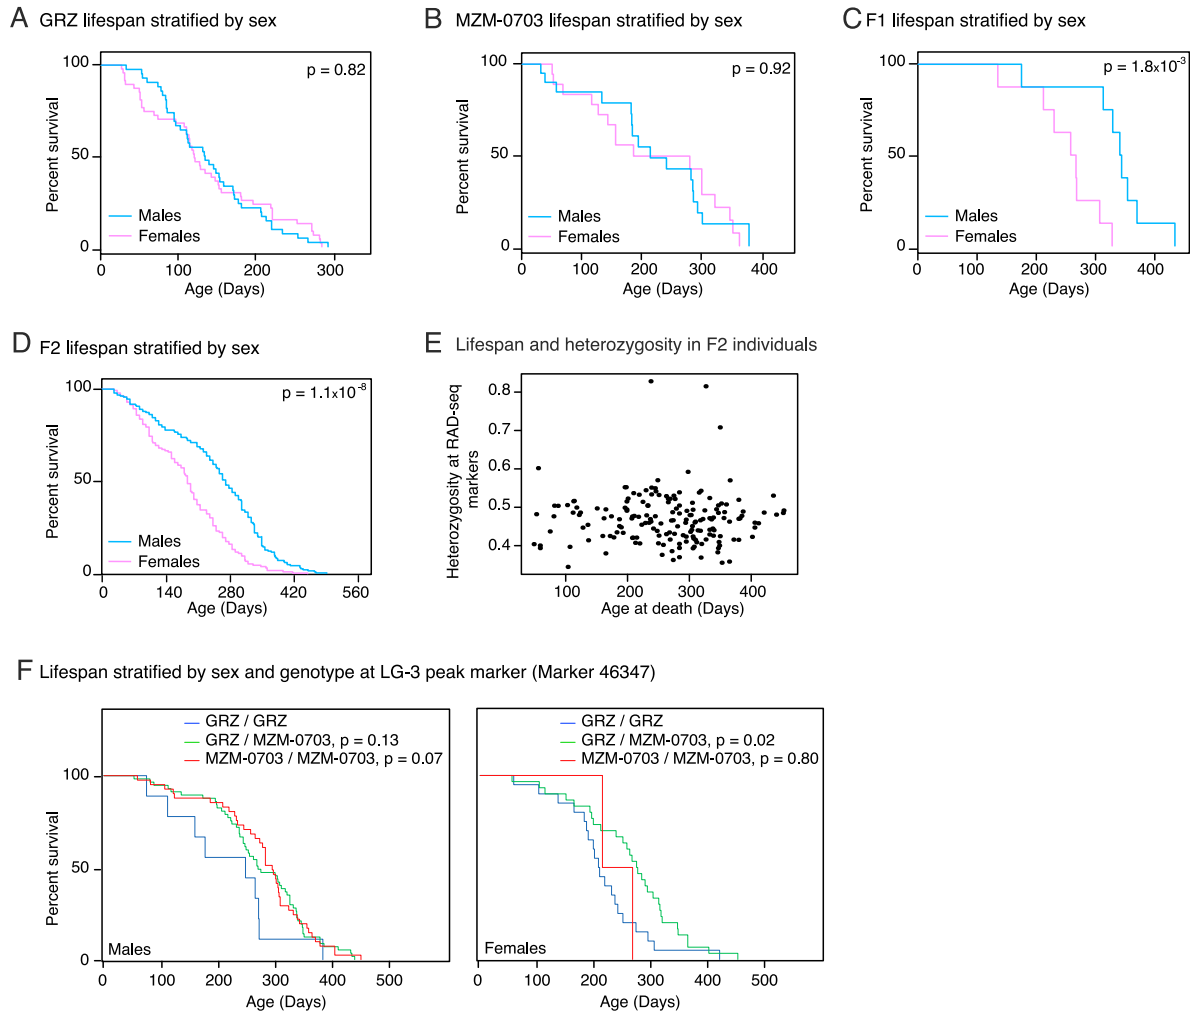 A GRZ lifespan stratified by sex
p = 0.82
Percent survival
100
50
0
Males
Females
0 100 200 300
Age (Days)
B MZM-0703 lifespan stratified by sex
p = 0.92
Percent survival
100
50
0
Males
Females
0 100 200 300 400
Age (Days)
C F1 lifespan stratified by sex
p = 1.8x10⁻³
Percent survival
100
50
0
Males
Females
0 100 200 300 400
Age (Days)
D F2 lifespan stratified by sex
p = 1.1x10⁻⁸
Percent survival
100
50
0
Males
Females
0 140 280 420 560
Age (Days)
E Lifespan and heterozygosity in F2 individuals
Heterozygosity at RAD-seq
markers
0.8
0.7
0.6
0.5
0.4
100 200 300 400
Age at death (Days)
F Lifespan stratified by sex and genotype at LG-3 peak marker (Marker 46347)
GRZ / GRZ
GRZ / MZM-0703, p = 0.13
MZM-0703 / MZM-0703, p = 0.07
Percent survival
100
50
0
Males
0 100 200 300 400 500
Age (Days)
GRZ / GRZ
GRZ / MZM-0703, p = 0.02
MZM-0703 / MZM-0703, p = 0.80
Percent survival
100
50
0
Females
0 100 200 300 400 500
Age (Days)